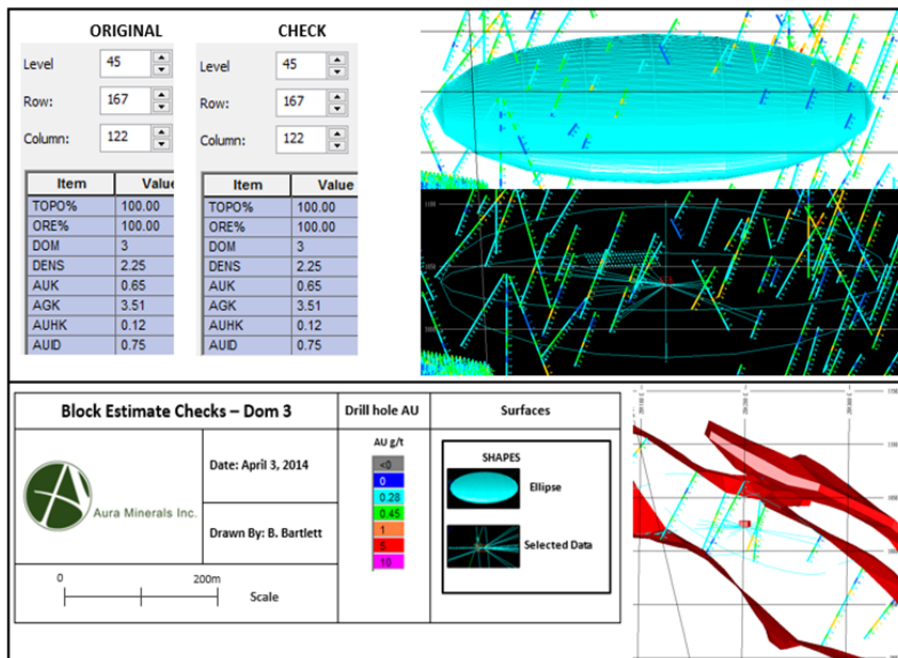 ORIGINAL
CHECK
Level 45
Row: 167
Column: 122
Item Value
TOPO% 100.00
ORE% 100.00
DOM 3
DENS 2.25
AUK 0.65
AGK 3.51
AUHK 0.12
AUID 0.75
Level 45
Row: 167
Column: 122
Item Value
TOPO% 100.00
ORE% 100.00
DOM 3
DENS 2.25
AUK 0.65
AGK 3.51
AUHK 0.12
AUID 0.75
1100
1050
1000
Block Estimate Checks – Dom 3
Aura Minerals Inc.
Date: April 3, 2014
Drawn By: B. Bartlett
0 200m
Scale
Drill hole AU
AU g/t
<0
0
0.28
0.45
1
5
10
Surfaces
SHAPES
Ellipse
Selected Data